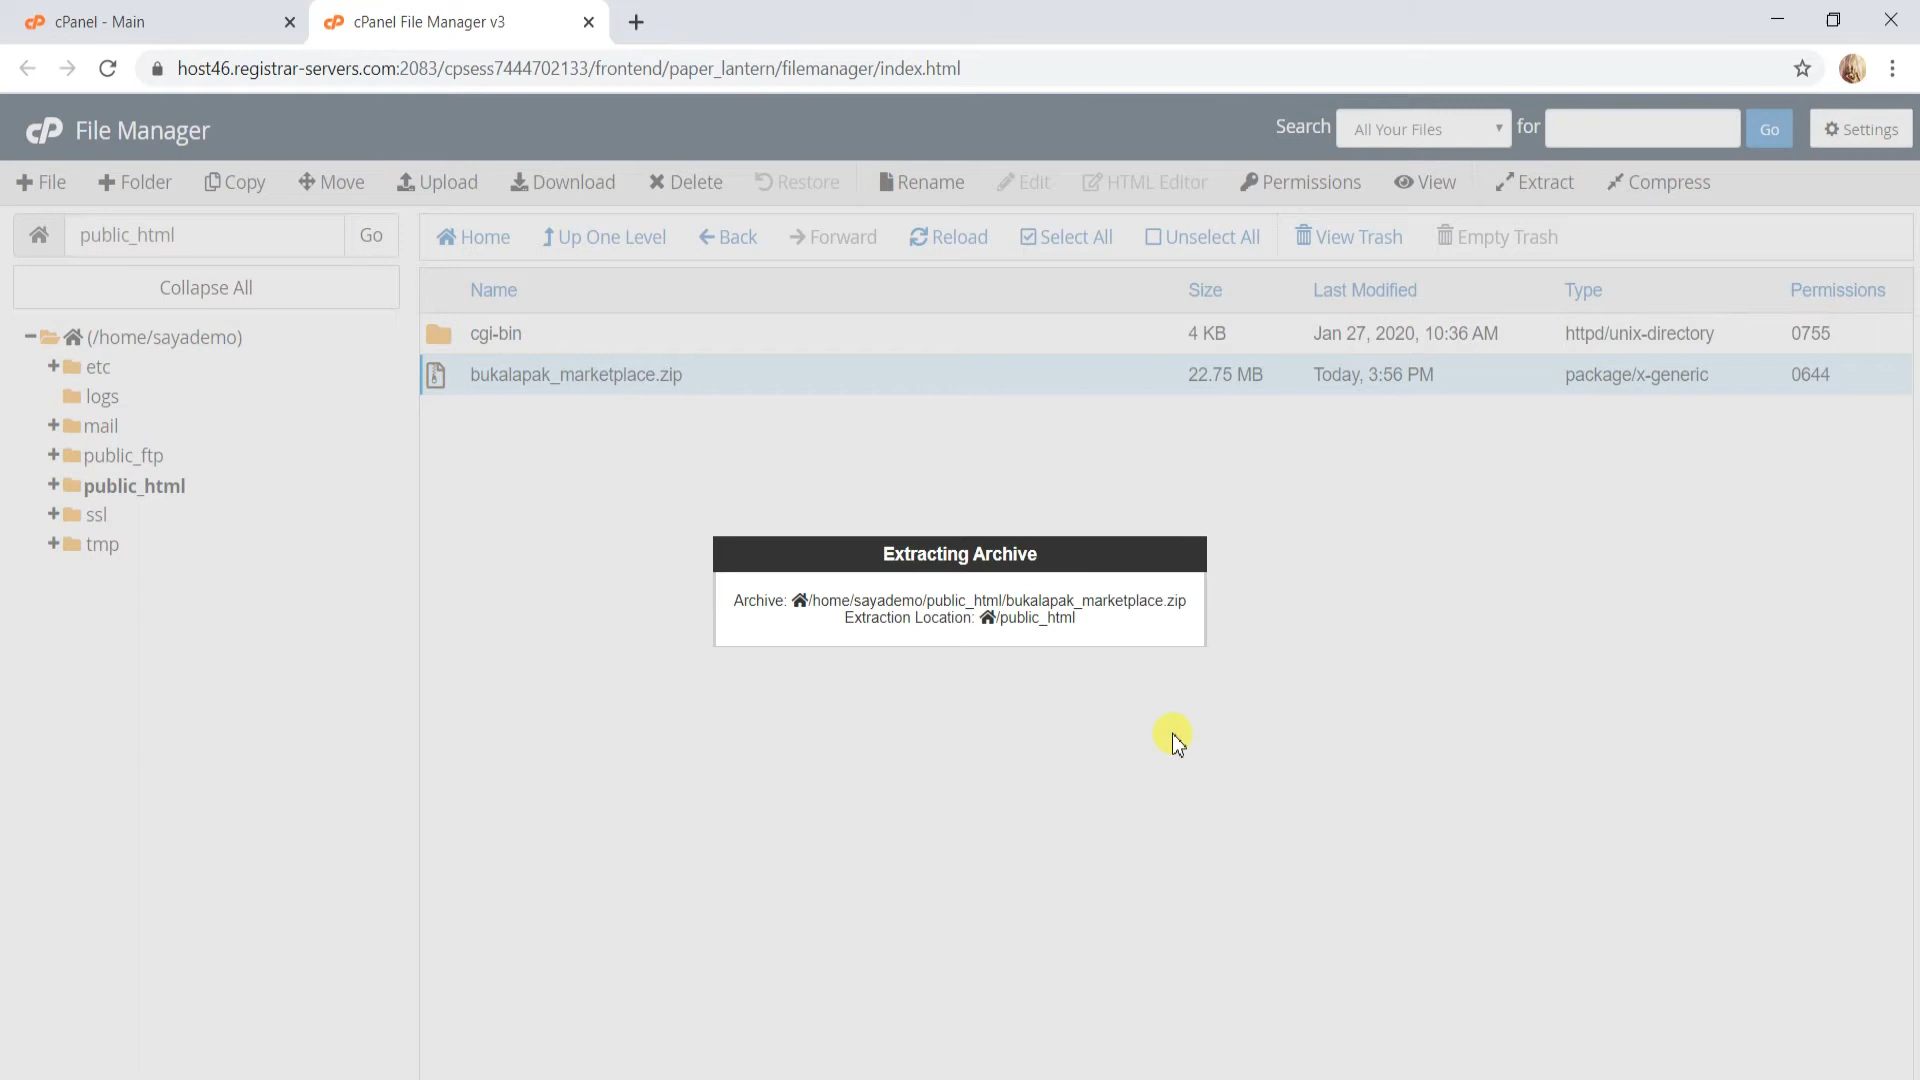 cPanel - Main
cPanel File Manager v3
host46.registrar-servers.com:2083/cpsess7444702133/frontend/paper_lantern/filemanager/index.html
cP File Manager
Search All Your Files for Go Settings
File Folder Copy Move Upload Download Delete Restore Rename Edit HTML Editor Permissions View Extract Compress
public_html Go
Home Up One Level Back Forward Reload Select All Unselect All View Trash Empty Trash
Collapse All
(/home/sayademo)
etc
logs
mail
public_ftp
public_html
ssl
tmp
Name Size Last Modified Type Permissions
cgi-bin 4 KB Jan 27, 2020, 10:36 AM httpd/unix-directory 0755
bukalapak_marketplace.zip 22.75 MB Today, 3:56 PM package/x-generic 0644
Extracting Archive
Archive: /home/sayademo/public_html/bukalapak_marketplace.zip
Extraction Location: /public_html